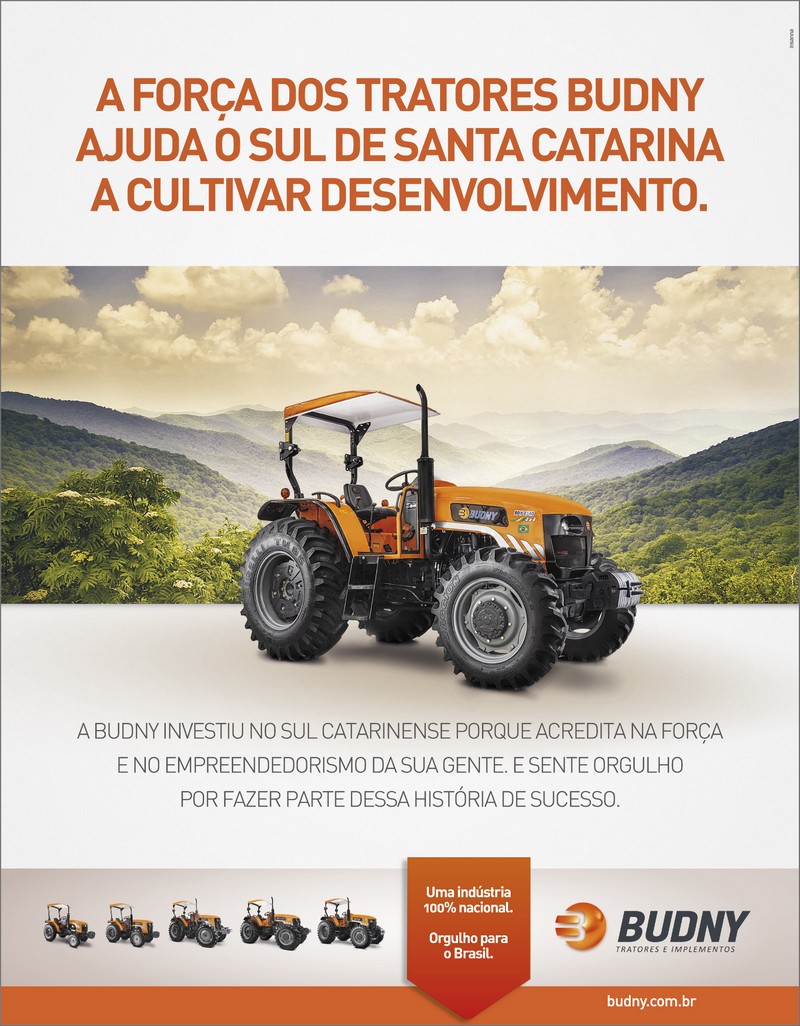 insanna
A FORÇA DOS TRATORES BUDNY
AJUDA O SUL DE SANTA CATARINA
A CULTIVAR DESENVOLVIMENTO.
BUDNY
A BUDNY INVESTIU NO SUL CATARINENSE PORQUE ACREDITA NA FORÇA
E NO EMPREENDEDORISMO DA SUA GENTE. E SENTE ORGULHO
POR FAZER PARTE DESSA HISTÓRIA DE SUCESSO.
Uma indústria
100% nacional.
Orgulho para
o Brasil.
BUDNY
TRATORES E IMPLEMENTOS
budny.com.br